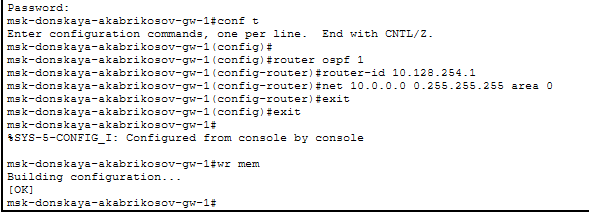 Password:
msk-donskaya-akabrikosov-gw-1#conf t
Enter configuration commands, one per line.  End with CNTL/Z.
msk-donskaya-akabrikosov-gw-1(config)#
msk-donskaya-akabrikosov-gw-1(config)#router ospf 1
msk-donskaya-akabrikosov-gw-1(config-router)#router-id 10.128.254.1
msk-donskaya-akabrikosov-gw-1(config-router)#net 10.0.0.0 0.255.255.255 area 0
msk-donskaya-akabrikosov-gw-1(config-router)#exit
msk-donskaya-akabrikosov-gw-1(config)#exit
msk-donskaya-akabrikosov-gw-1#
%SYS-5-CONFIG_I: Configured from console by console
msk-donskaya-akabrikosov-gw-1#wr mem
Building configuration...
[OK]
msk-donskaya-akabrikosov-gw-1#